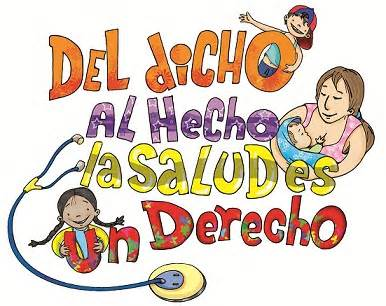 DEL diCHO
AL HeCHO
la SALUD es
Un DerecHo